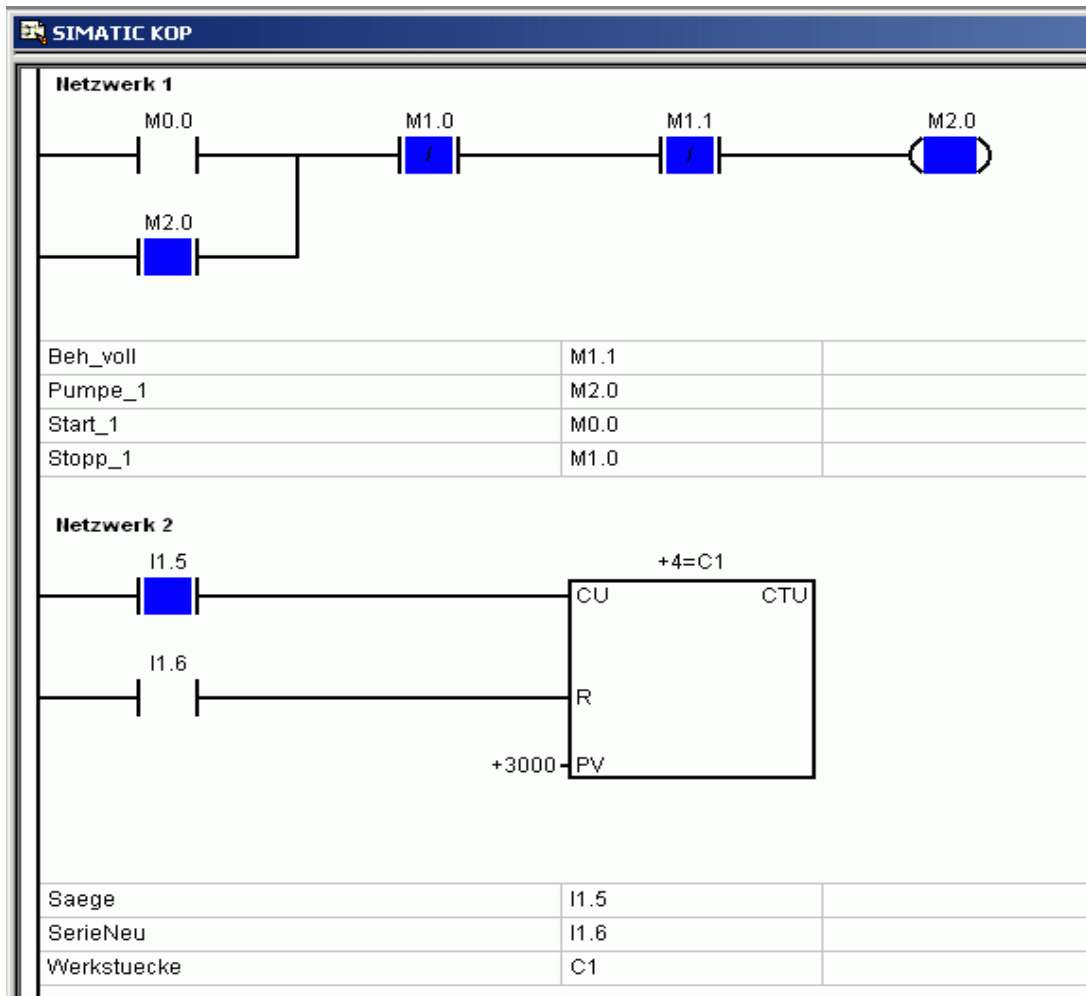 SIMATIC KOP
Netzwerk 1
M0.0 M1.0 M1.1 M2.0
/ /
M2.0
Beh_voll M1.1
Pumpe_1 M2.0
Start_1 M0.0
Stopp_1 M1.0
Netzwerk 2
I1.5 +4=C1
CU CTU
I1.6
R
+3000 PV
Saege I1.5
SerieNeu I1.6
Werkstuecke C1